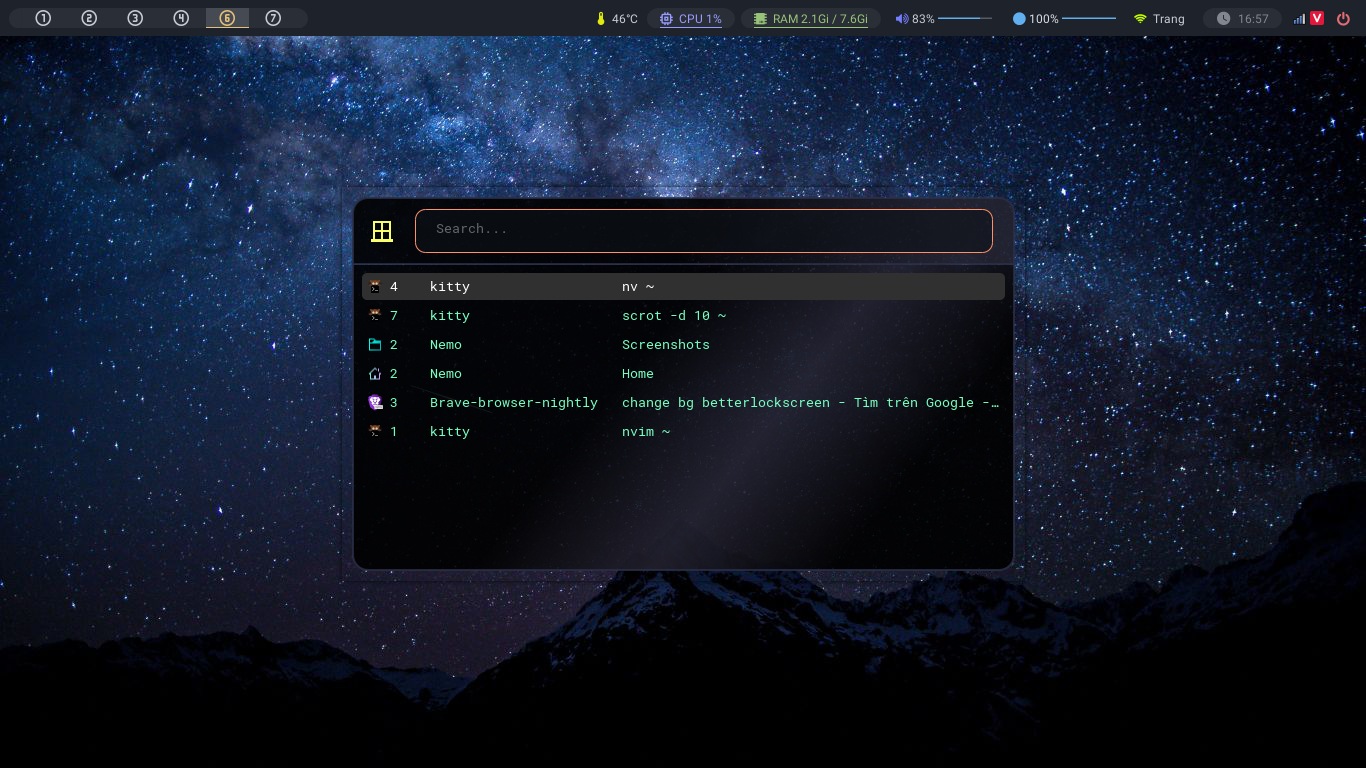 1 2 3 4 6 7 46°C CPU 1% RAM 2.1Gi / 7.6Gi 83% 100% Trang 16:57 V
Search...
4 kitty nv ~
7 kitty scrot -d 10 ~
2 Nemo Screenshots
2 Nemo Home
3 Brave-browser-nightly change bg betterlockscreen - Tìm trên Google -…
1 kitty nvim ~